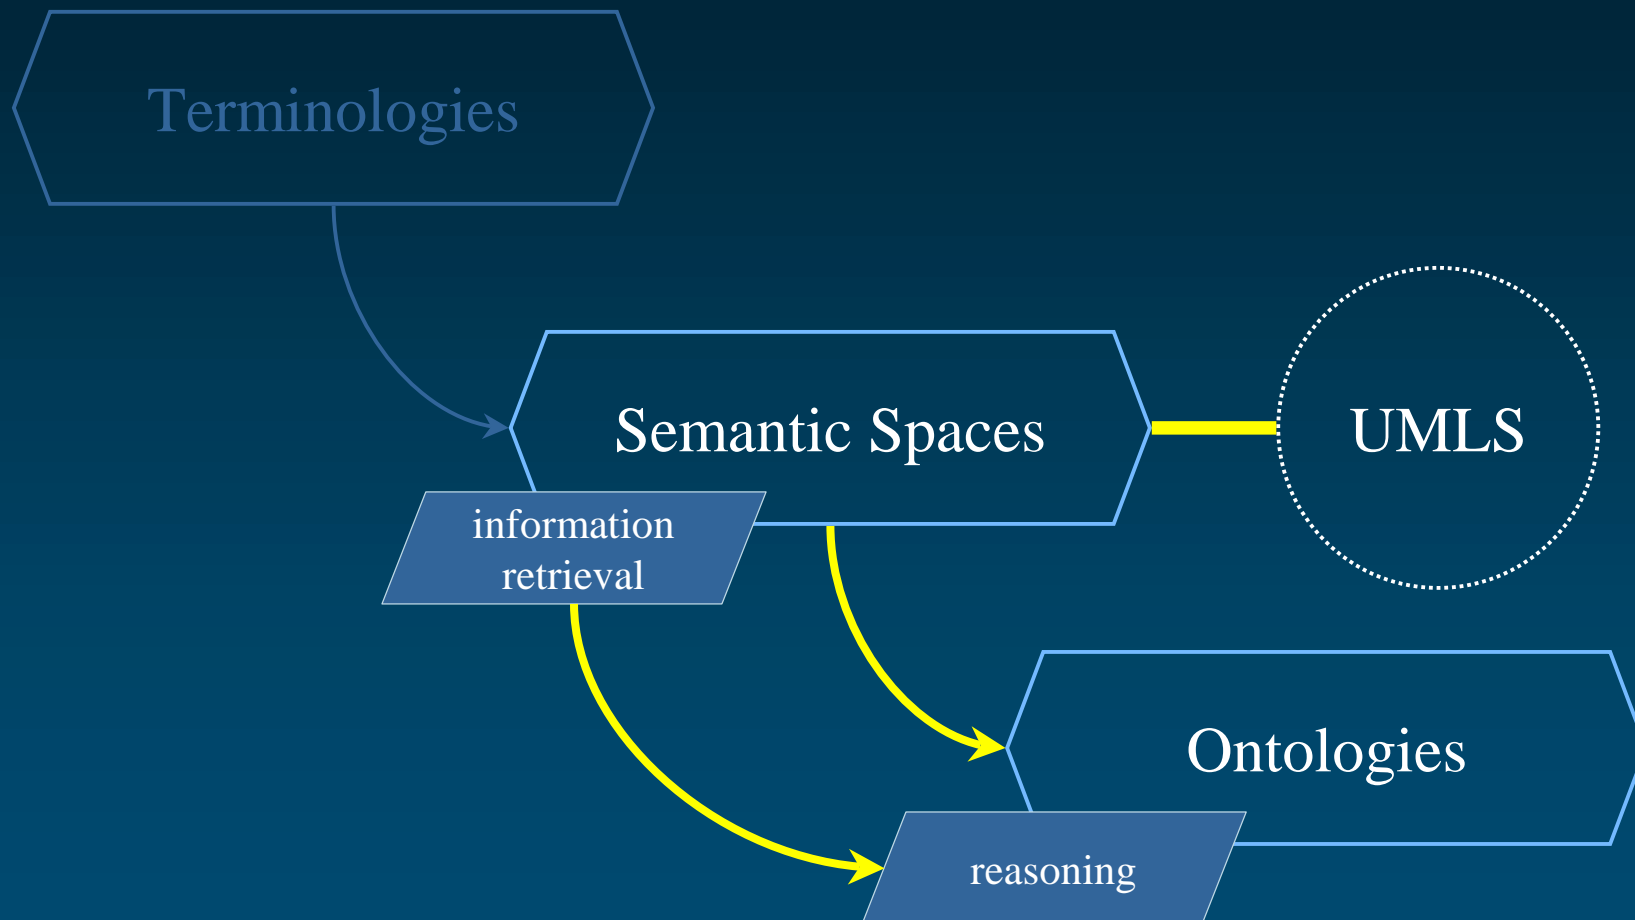 Terminologies
Semantic Spaces
UMLS
information
retrieval
Ontologies
reasoning